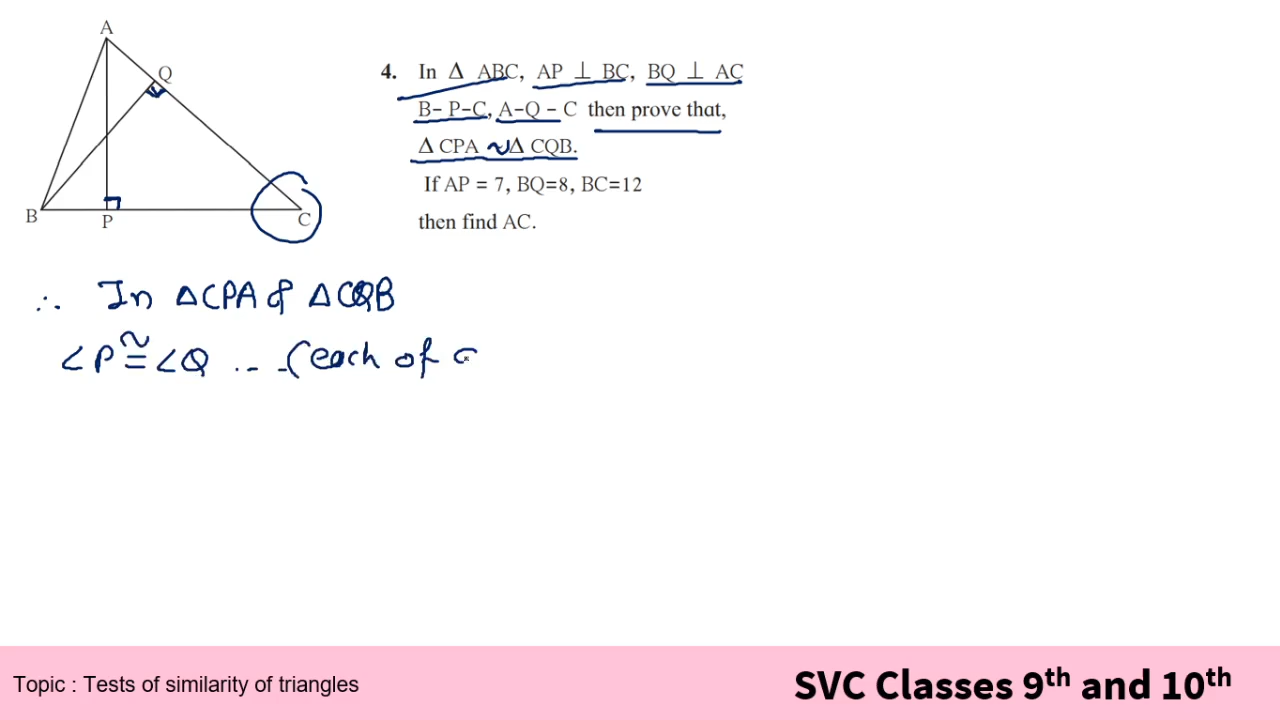 A
Q
B
P
C
4. In Δ ABC, AP ⊥ BC, BQ ⊥ AC
B- P-C, A-Q - C then prove that,
Δ CPA ~ Δ CQB.
If AP = 7, BQ=8, BC=12
then find AC.
∴ In ΔCPA & ΔCQB
∠P ≅ ∠Q ... (each of
Topic : Tests of similarity of triangles
SVC Classes 9th and 10th